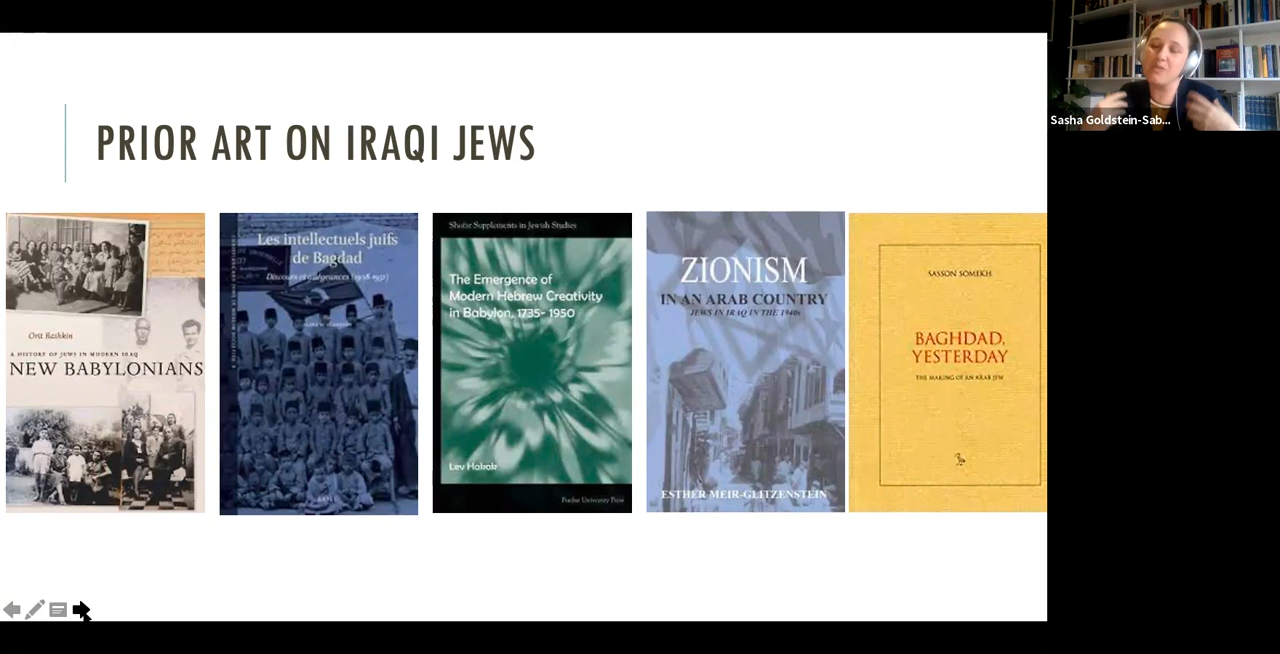 PRIOR ART ON IRAQI JEWS
Sasha Goldstein-Sab...
Orit Bashkin
A HISTORY OF JEWS IN MODERN IRAQ
NEW BABYLONIANS
Les intellectuels juifs
de Bagdad
Discours et allégeances (1908-1951)
BRILL
Shofar Supplements in Jewish Studies
The Emergence of
Modern Hebrew Creativity
in Babylon, 1735- 1950
Lev Hakak
Purdue University Press
ZIONISM
IN AN ARAB COUNTRY
JEWS IN IRAQ IN THE 1940s
ESTHER MEIR-GLITZENSTEIN
SASSON SOMEKH
BAGHDAD,
YESTERDAY
THE MAKING OF AN ARAB JEW